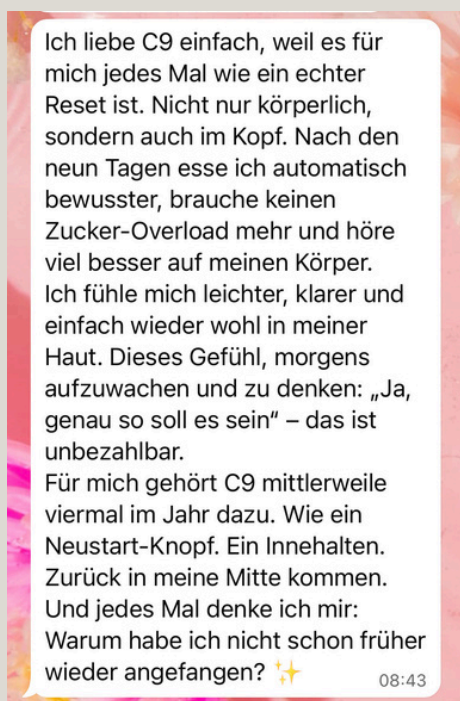 Ich liebe C9 einfach, weil es für
mich jedes Mal wie ein echter
Reset ist. Nicht nur körperlich,
sondern auch im Kopf. Nach den
neun Tagen esse ich automatisch
bewusster, brauche keinen
Zucker-Overload mehr und höre
viel besser auf meinen Körper.
Ich fühle mich leichter, klarer und
einfach wieder wohl in meiner
Haut. Dieses Gefühl, morgens
aufzuwachen und zu denken: „Ja,
genau so soll es sein“ – das ist
unbezahlbar.
Für mich gehört C9 mittlerweile
viermal im Jahr dazu. Wie ein
Neustart-Knopf. Ein Innehalten.
Zurück in meine Mitte kommen.
Und jedes Mal denke ich mir:
Warum habe ich nicht schon früher
wieder angefangen? ✨
08:43